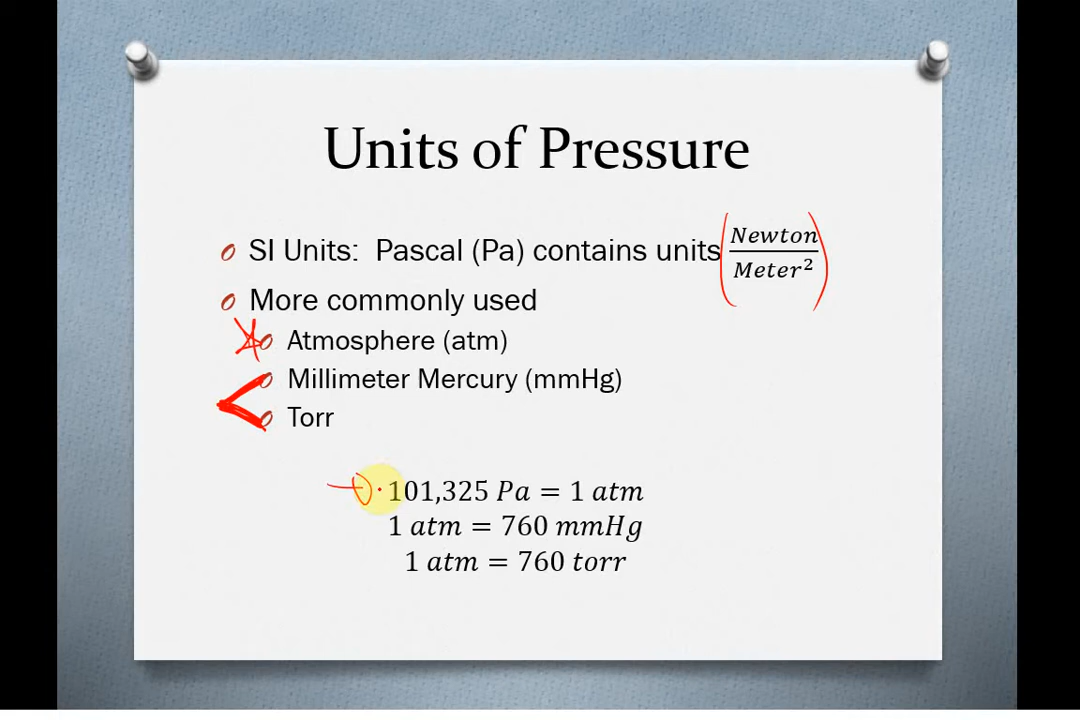 Units of Pressure
SI Units: Pascal (Pa) contains units Newton/Meter²
More commonly used
Atmosphere (atm)
Millimeter Mercury (mmHg)
Torr
101,325 Pa = 1 atm
1 atm = 760 mmHg
1 atm = 760 torr